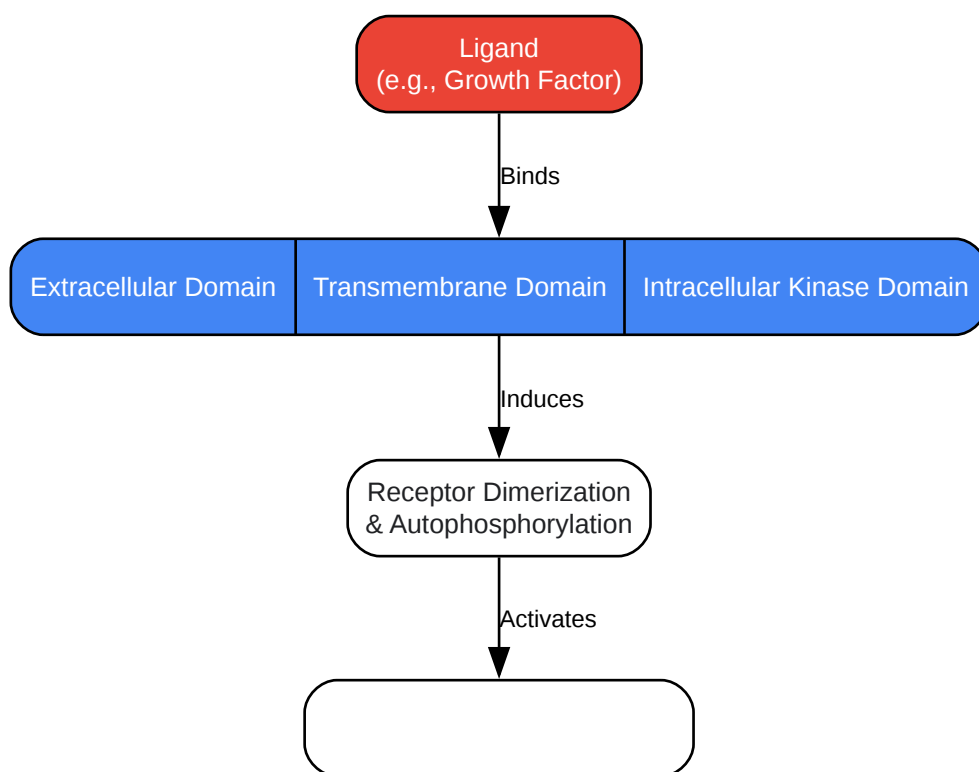 Ligand
(e.g., Growth Factor)
Binds
Extracellular Domain
Transmembrane Domain
Intracellular Kinase Domain
Induces
Receptor Dimerization
& Autophosphorylation
Activates